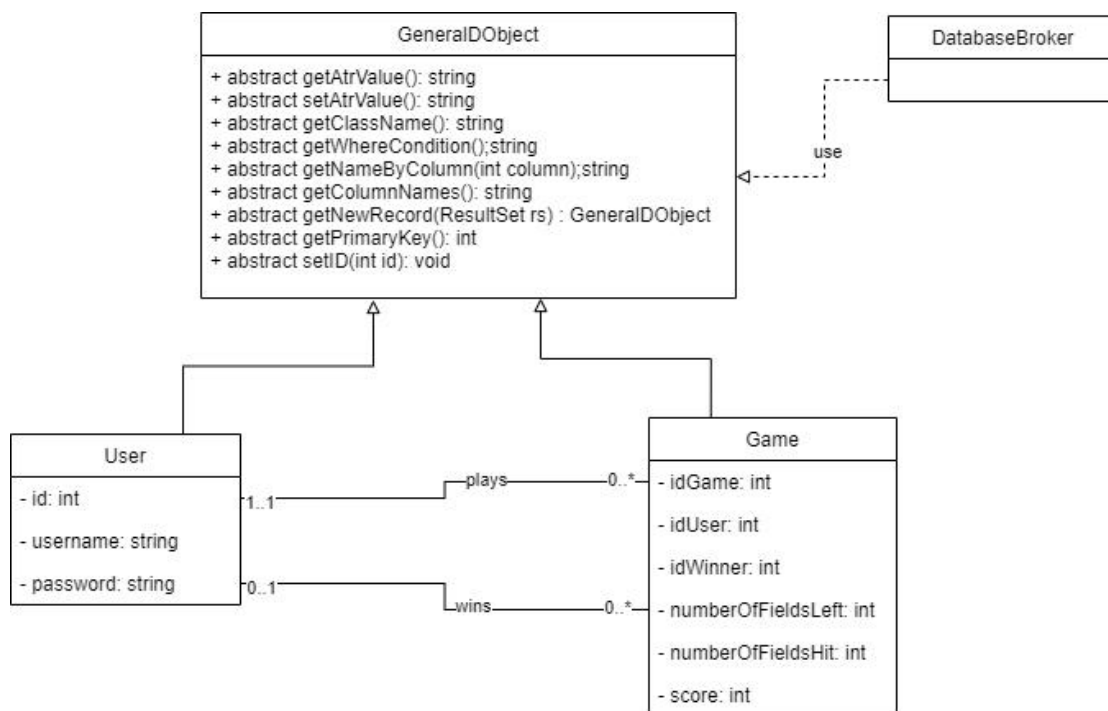 GeneralDObject
+ abstract getAtrValue(): string
+ abstract setAtrValue(): string
+ abstract getClassName(): string
+ abstract getWhereCondition();string
+ abstract getNameByColumn(int column);string
+ abstract getColumnNames(): string
+ abstract getNewRecord(ResultSet rs) : GeneralDObject
+ abstract getPrimaryKey(): int
+ abstract setID(int id): void
DatabaseBroker
use
User
- id: int
- username: string
- password: string
1..1
plays
0..*
0..1
wins
0..*
Game
- idGame: int
- idUser: int
- idWinner: int
- numberOfFieldsLeft: int
- numberOfFieldsHit: int
- score: int